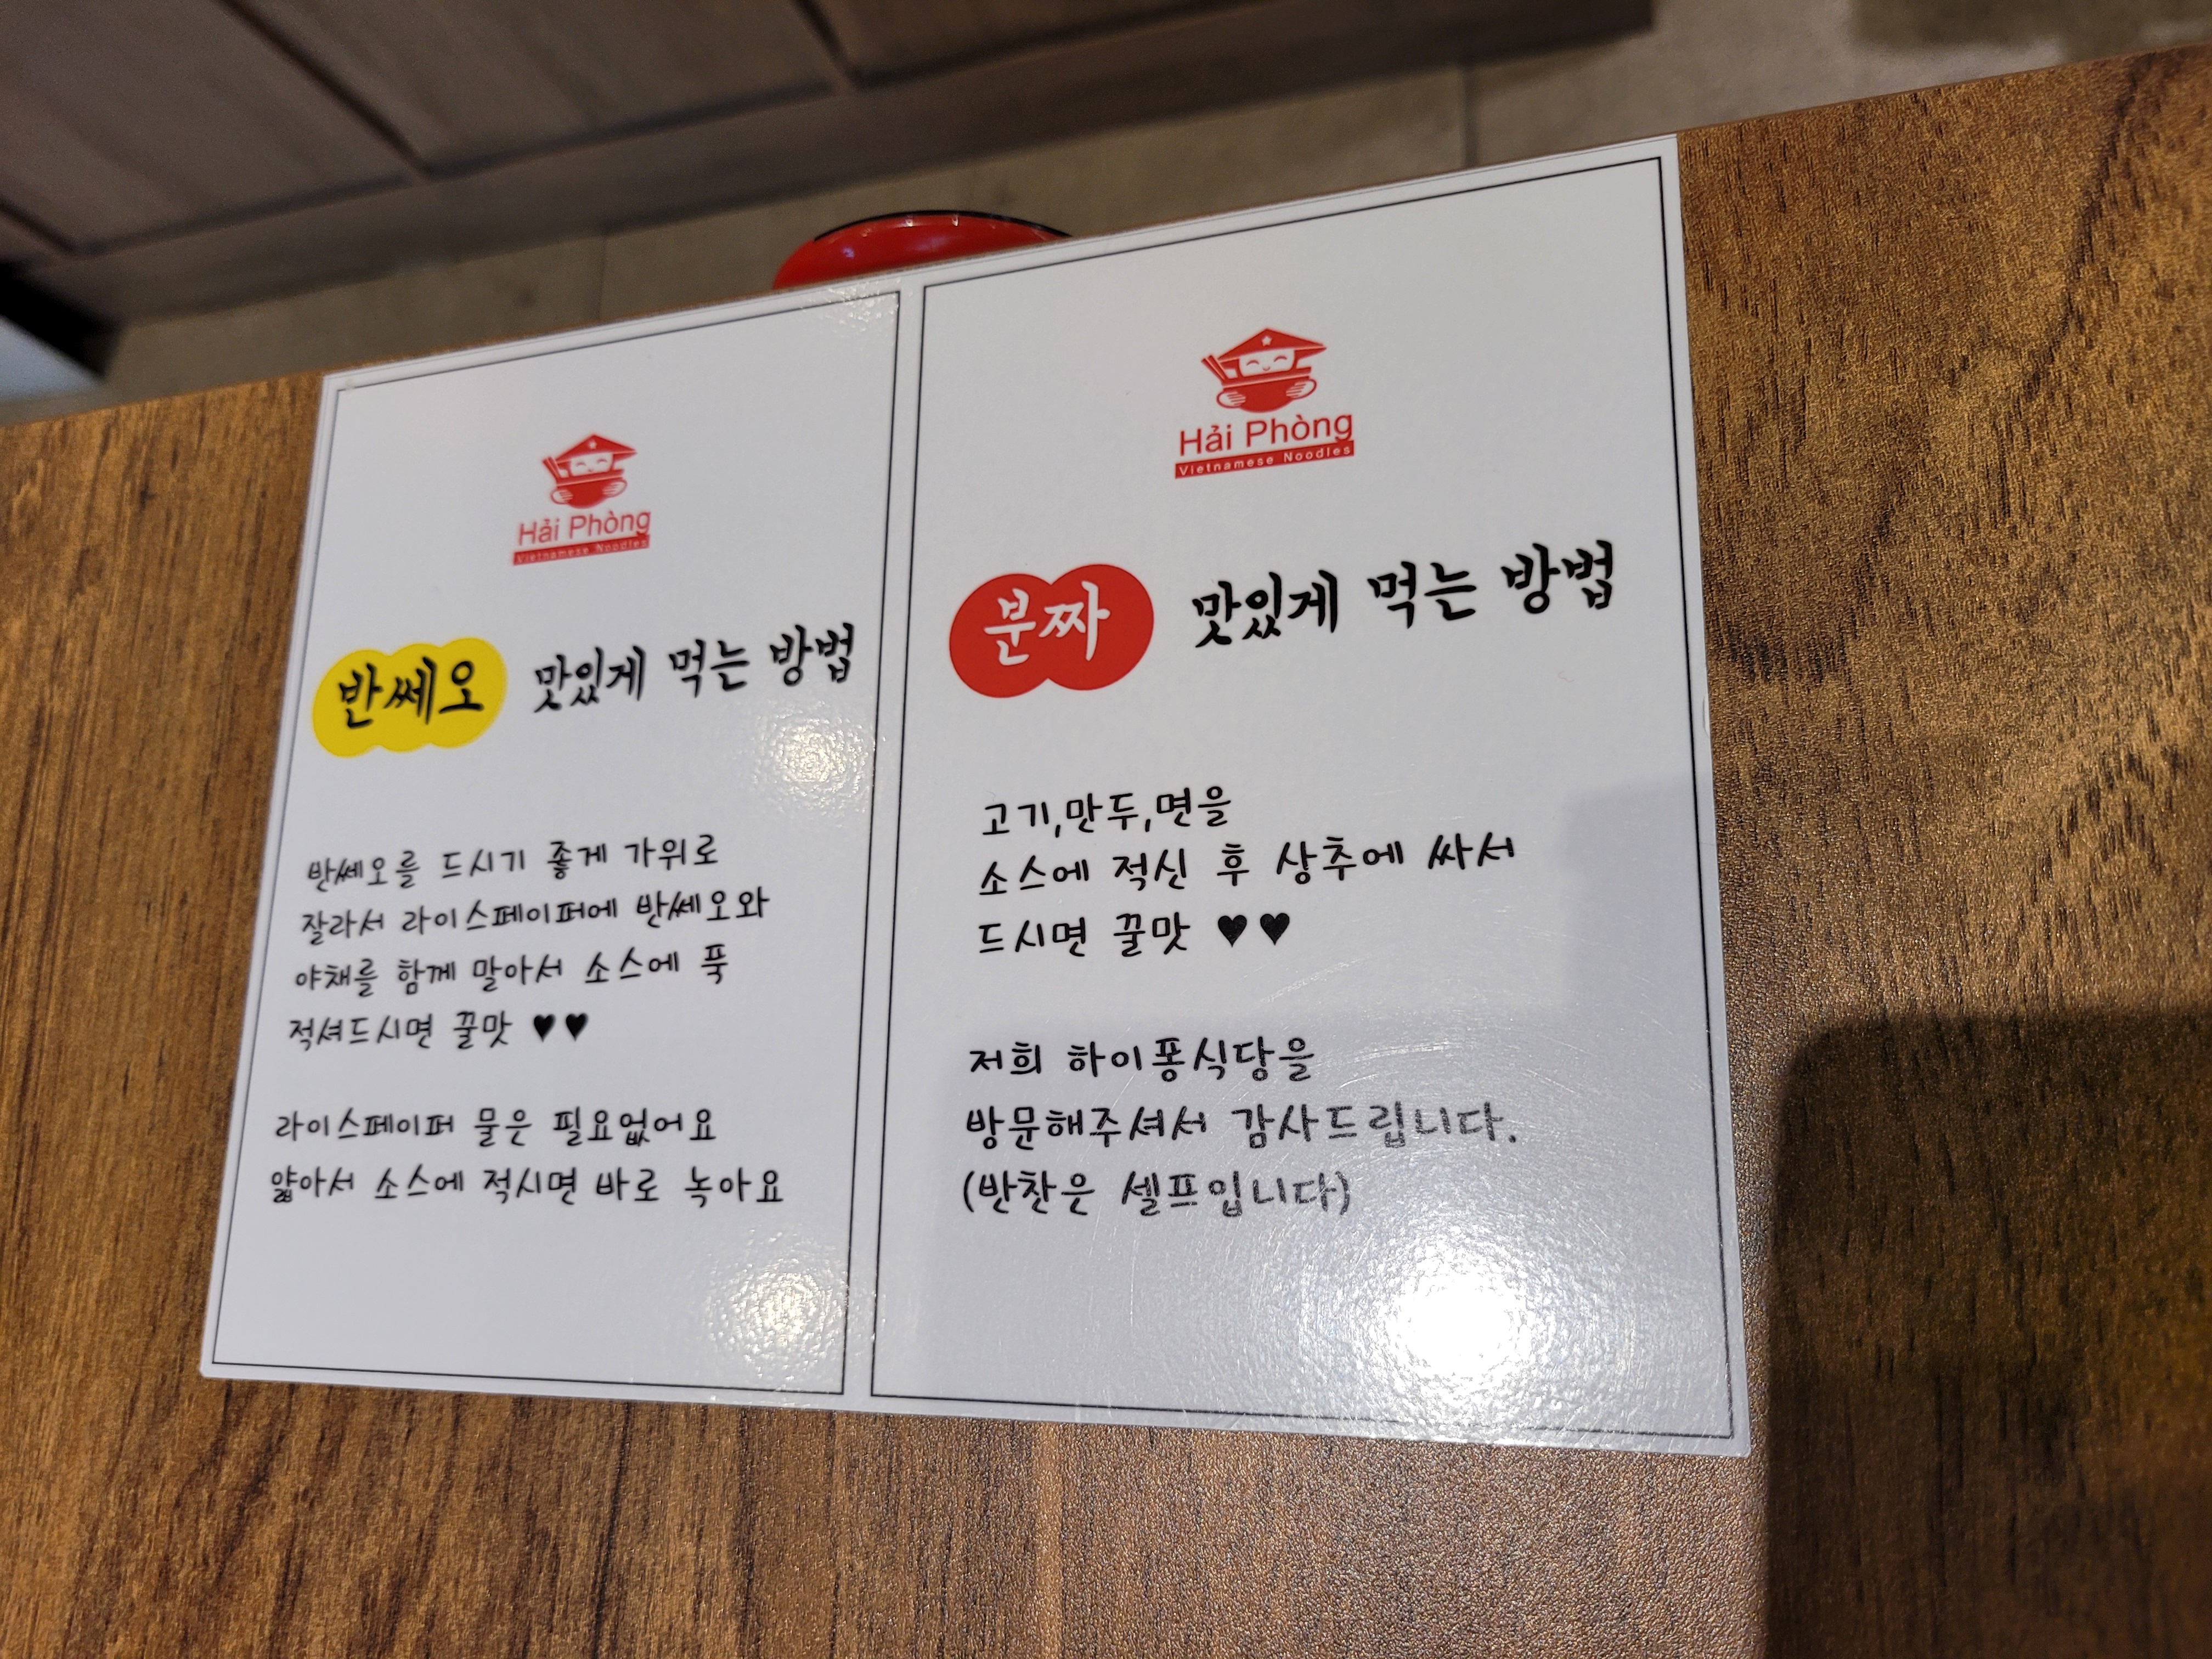 Hải Phòng
Vietnamese Noodles
반쎄오 맛있게 먹는 방법
반쎄오를 드시기 좋게 가위로
잘라서 라이스페이퍼에 반쎄오와
야채를 함께 말아서 소스에 푹
적셔드시면 꿀맛 ♥♥
라이스페이퍼 물은 필요없어요
얇아서 소스에 적시면 바로 녹아요
Hải Phòng
Vietnamese Noodles
분짜 맛있게 먹는 방법
고기,만두,면을
소스에 적신 후 상추에 싸서
드시면 꿀맛 ♥♥
저희 하이퐁식당을
방문해주셔서 감사드립니다.
(반찬은 셀프입니다)